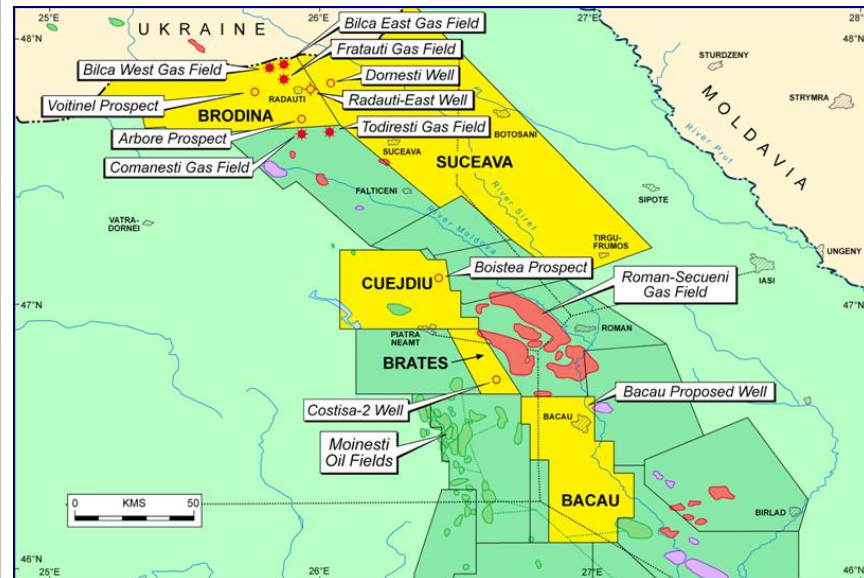 25°E
26°E
27°E
48°N
48°N
UKRAINE
Bilca East Gas Field
Fratauti Gas Field
Bilca West Gas Field
Dornesti Well
STURDZENY
Voitinel Prospect
RADAUTI
Radauti-East Well
STRYMRA
MOLDAVIA
BRODINA
BOTOSANI
Arbore Prospect
Todiresti Gas Field
River Prut
Comanesti Gas Field
SUCEAVA
SUCEAVA
FALTICENI
SIPOTE
River Siret
River Moldova
VATRA-
DORNEI
TIRGU-
FRUMOS
UNGENY
Boistea Prospect
IASI
CUEJDIU
Roman-Secueni
Gas Field
47°N
47°N
PIATRA
NEAMT
ROMAN
BRATES
Bacau Proposed Well
Costisa-2 Well
BACAU
Moinesti
Oil Fields
0
KMS
50
BACAU
BIRLAD
46°N
46°N
25°E
26°E
27°E